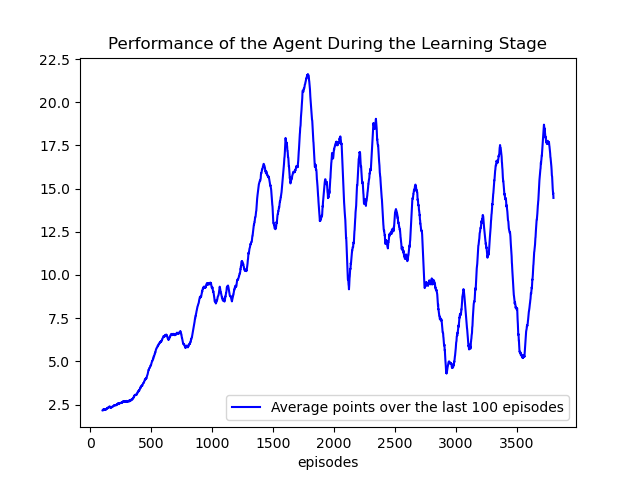 Performance of the Agent During the Learning Stage
22.5
20.0
17.5
15.0
12.5
10.0
7.5
5.0
2.5
Average points over the last 100 episodes
0 500 1000 1500 2000 2500 3000 3500
episodes